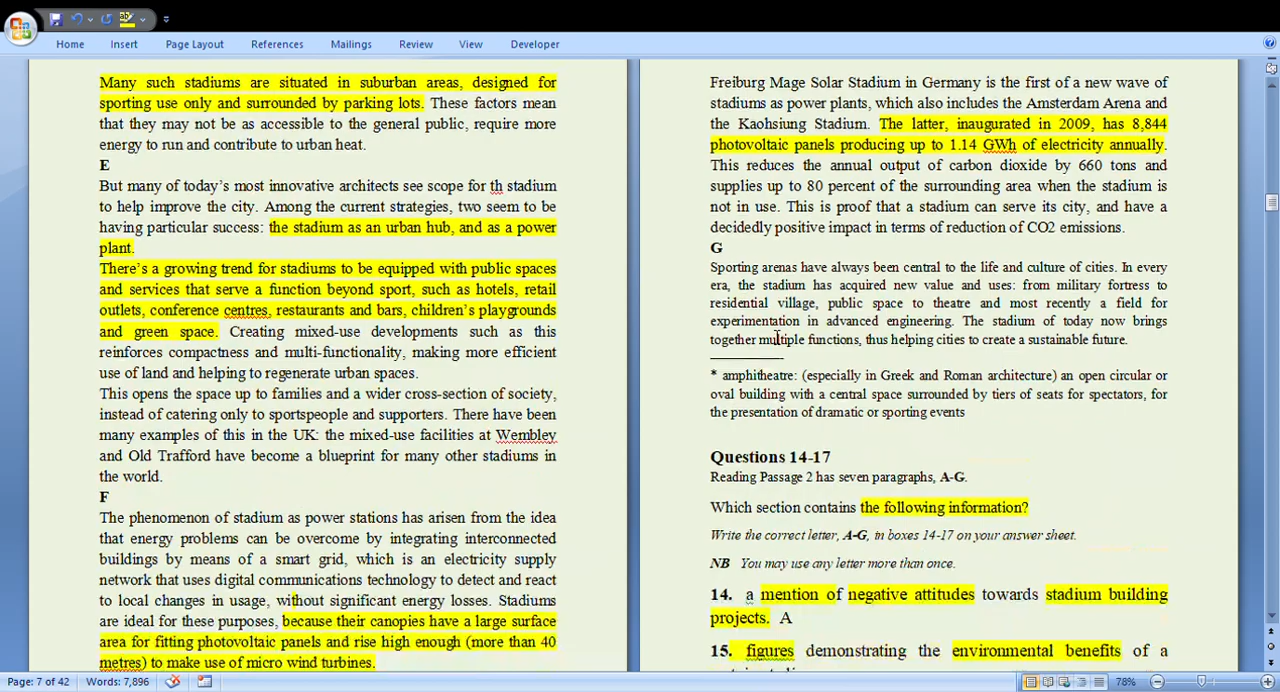 Home Insert Page Layout References Mailings Review View Developer
Many such stadiums are situated in suburban areas, designed for
sporting use only and surrounded by parking lots. These factors mean
that they may not be as accessible to the general public, require more
energy to run and contribute to urban heat.
E
But many of today's most innovative architects see scope for th stadium
to help improve the city. Among the current strategies, two seem to be
having particular success: the stadium as an urban hub, and as a power
plant.
There's a growing trend for stadiums to be equipped with public spaces
and services that serve a function beyond sport, such as hotels, retail
outlets, conference centres, restaurants and bars, children's playgrounds
and green space. Creating mixed-use developments such as this
reinforces compactness and multi-functionality, making more efficient
use of land and helping to regenerate urban spaces.
This opens the space up to families and a wider cross-section of society,
instead of catering only to sportspeople and supporters. There have been
many examples of this in the UK: the mixed-use facilities at Wembley
and Old Trafford have become a blueprint for many other stadiums in
the world.
F
The phenomenon of stadium as power stations has arisen from the idea
that energy problems can be overcome by integrating interconnected
buildings by means of a smart grid, which is an electricity supply
network that uses digital communications technology to detect and react
to local changes in usage, without significant energy losses. Stadiums
are ideal for these purposes, because their canopies have a large surface
area for fitting photovoltaic panels and rise high enough (more than 40
metres) to make use of micro wind turbines.
Freiburg Mage Solar Stadium in Germany is the first of a new wave of
stadiums as power plants, which also includes the Amsterdam Arena and
the Kaohsiung Stadium. The latter, inaugurated in 2009, has 8,844
photovoltaic panels producing up to 1.14 GWh of electricity annually.
This reduces the annual output of carbon dioxide by 660 tons and
supplies up to 80 percent of the surrounding area when the stadium is
not in use. This is proof that a stadium can serve its city, and have a
decidedly positive impact in terms of reduction of CO2 emissions.
G
Sporting arenas have always been central to the life and culture of cities. In every
era, the stadium has acquired new value and uses: from military fortress to
residential village, public space to theatre and most recently a field for
experimentation in advanced engineering. The stadium of today now brings
together multiple functions, thus helping cities to create a sustainable future.
* amphitheatre: (especially in Greek and Roman architecture) an open circular or
oval building with a central space surrounded by tiers of seats for spectators, for
the presentation of dramatic or sporting events
Questions 14-17
Reading Passage 2 has seven paragraphs, A-G.
Which section contains the following information?
Write the correct letter, A-G, in boxes 14-17 on your answer sheet.
NB You may use any letter more than once.
14. a mention of negative attitudes towards stadium building
projects. A
15. figures demonstrating the environmental benefits of a
Page: 7 of 42 Words: 7,896 78%